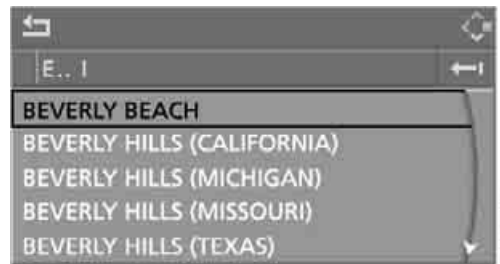 E.. I
BEVERLY BEACH
BEVERLY HILLS (CALIFORNIA)
BEVERLY HILLS (MICHIGAN)
BEVERLY HILLS (MISSOURI)
BEVERLY HILLS (TEXAS)